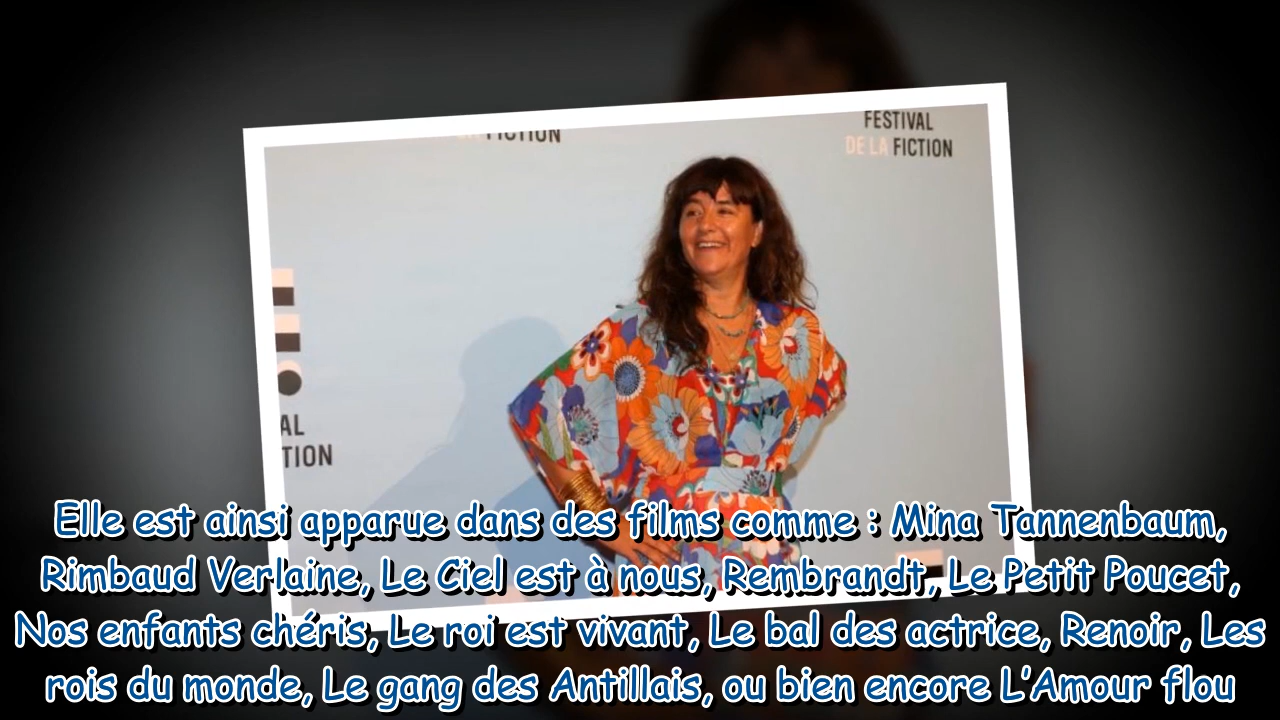 FICTION
FESTIVAL
DE LA FICTION
AL
TION
Elle est ainsi apparue dans des films comme : Mina Tannenbaum,
Rimbaud Verlaine, Le Ciel est à nous, Rembrandt, Le Petit Poucet,
Nos enfants chéris, Le roi est vivant, Le bal des actrice, Renoir, Les
rois du monde, Le gang des Antillais, ou bien encore L'Amour flou